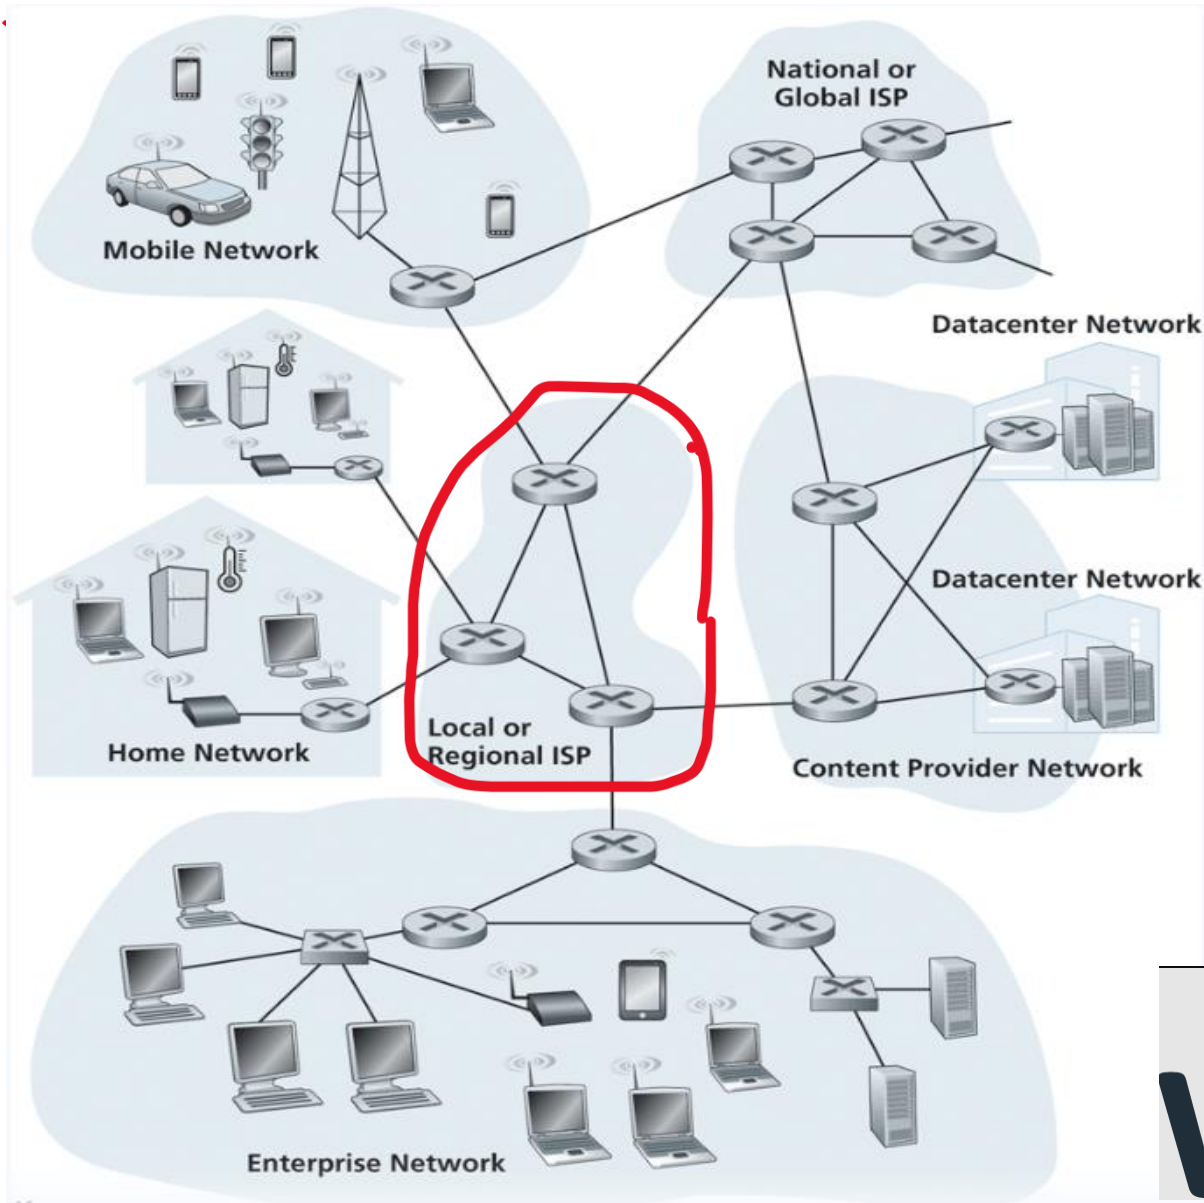 National or
Global ISP
Mobile Network
Datacenter Network
Datacenter Network
Local or
Regional ISP
Home Network
Content Provider Network
Enterprise Network